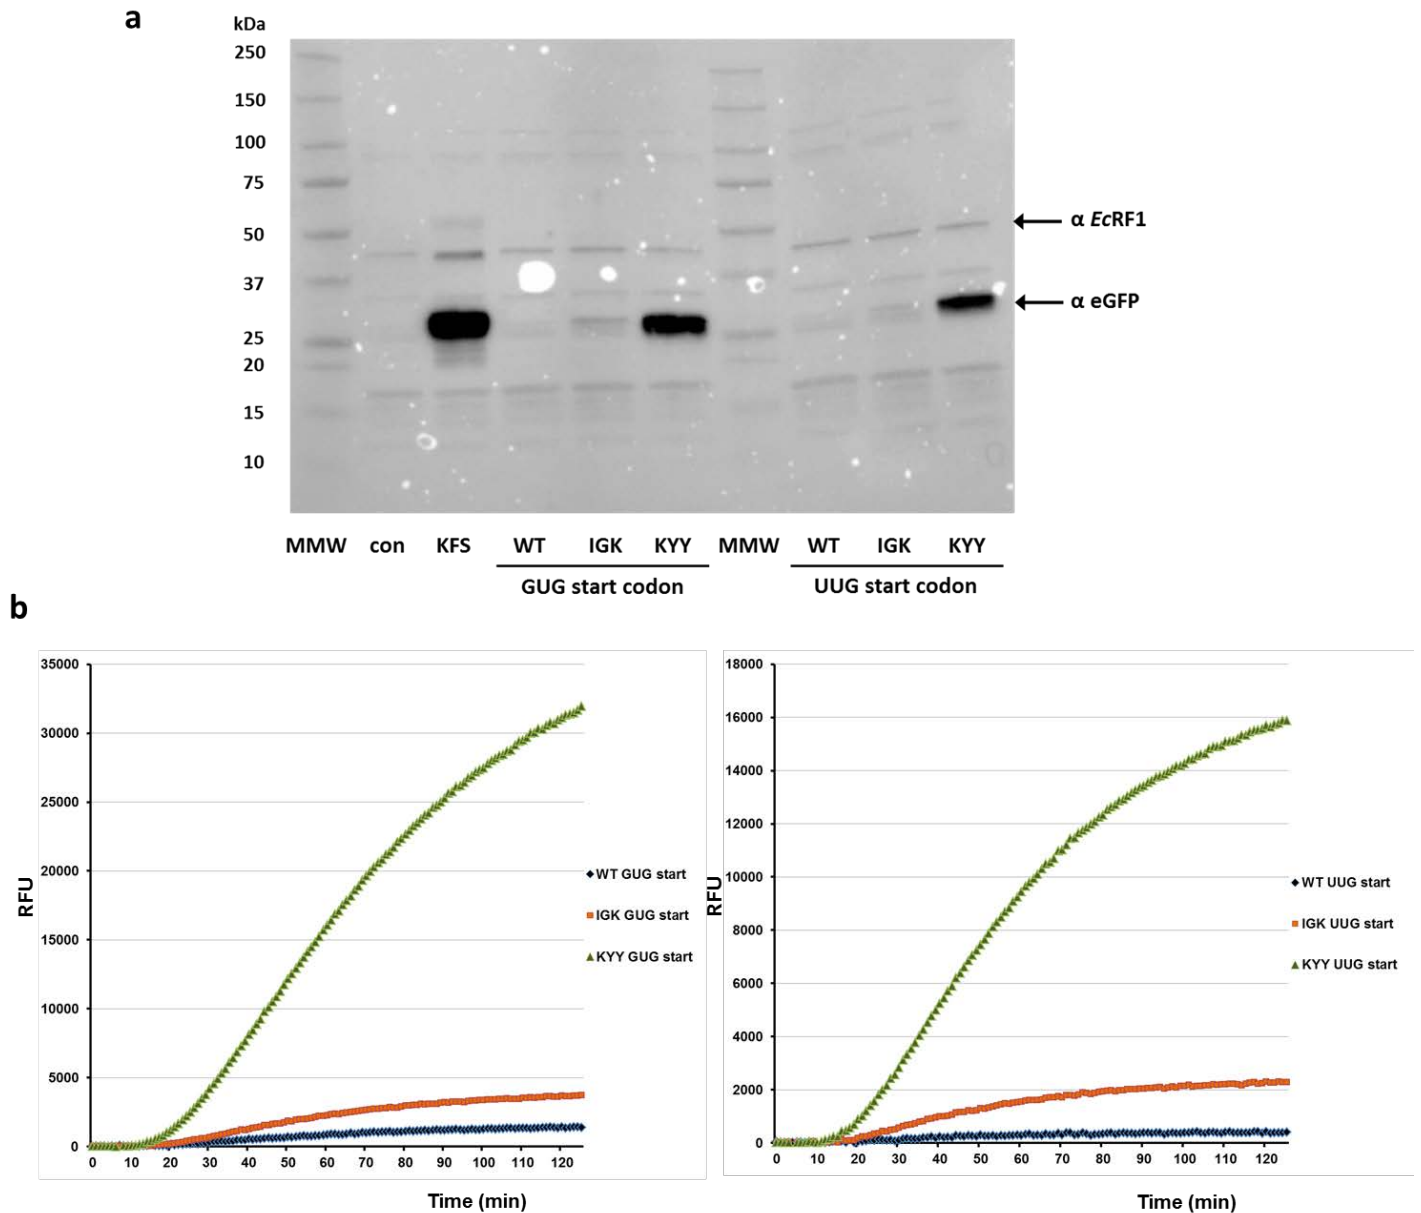 a
kDa
250
150
100
75
50
37
25
20
15
10
α EcRF1
α eGFP
MMW con KFS WT IGK KYY MMW WT IGK KYY
GUG start codon UUG start codon
b
35000
30000
25000
20000
15000
10000
5000
0
RFU
0 10 20 30 40 50 60 70 80 90 100 110 120
Time (min)
WT GUG start
IGK GUG start
KYY GUG start
18000
16000
14000
12000
10000
8000
6000
4000
2000
0
RFU
0 10 20 30 40 50 60 70 80 90 100 110 120
Time (min)
WT UUG start
IGK UUG start
KYY UUG start